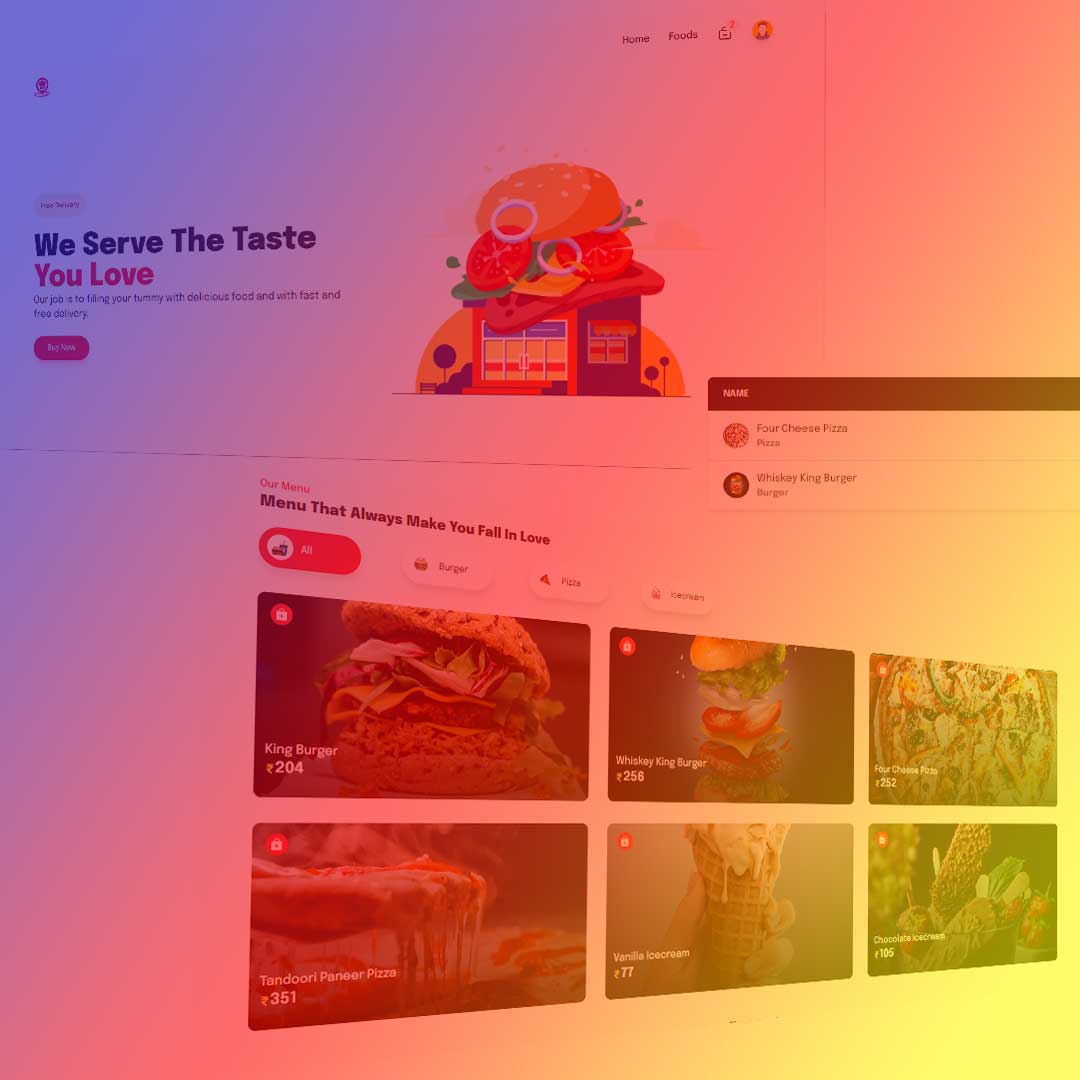 Home
Foods
2
Free Delivery
We Serve The Taste
You Love
Our job is to filling your tummy with delicious food and with fast and
free delivery.
Buy Now
NAME
Four Cheese Pizza
Pizza
Whiskey King Burger
Burger
Our Menu
Menu That Always Make You Fall In Love
All
Burger
Pizza
Icecream
King Burger
₹204
Whiskey King Burger
₹256
Four Cheese Pizza
₹252
Tandoori Paneer Pizza
₹351
Vanilla Icecream
₹77
Chocolate Icecream
₹105